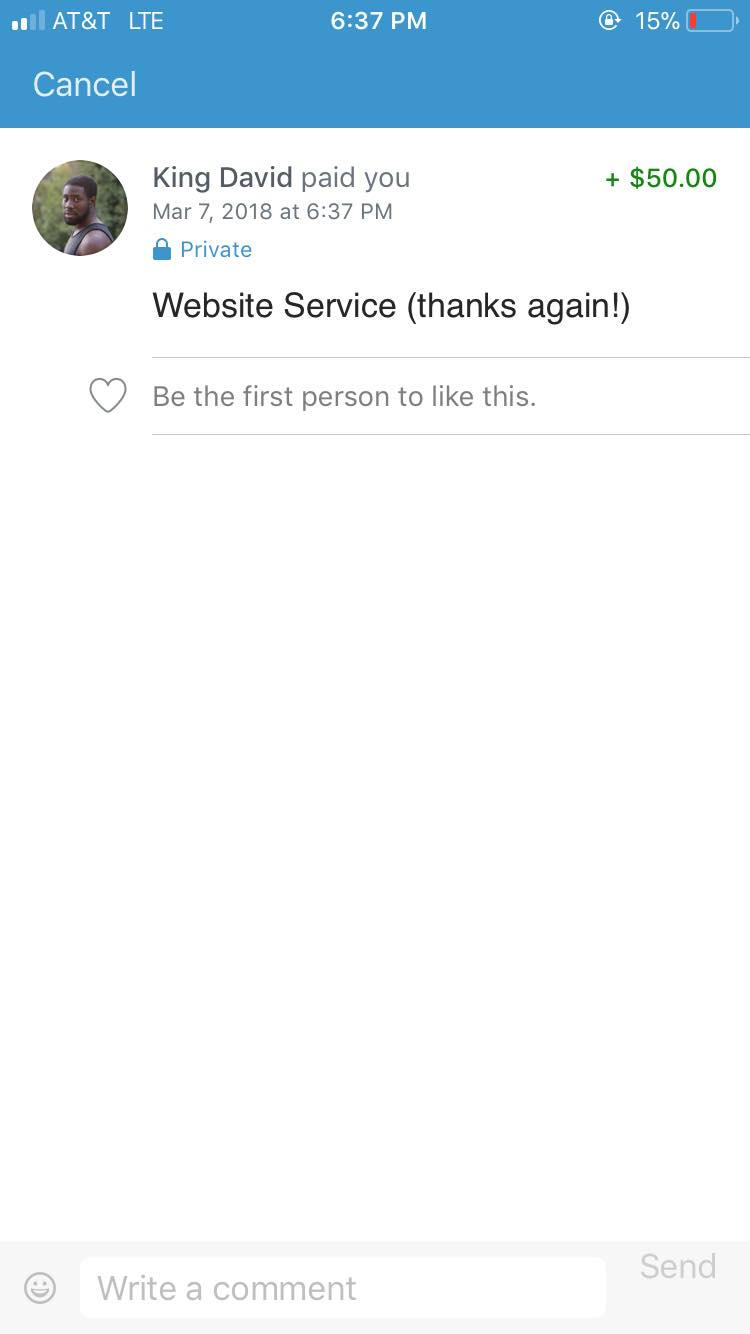 AT&T LTE 6:37 PM 15%
Cancel
King David paid you + $50.00
Mar 7, 2018 at 6:37 PM
Private
Website Service (thanks again!)
Be the first person to like this.
Write a comment Send